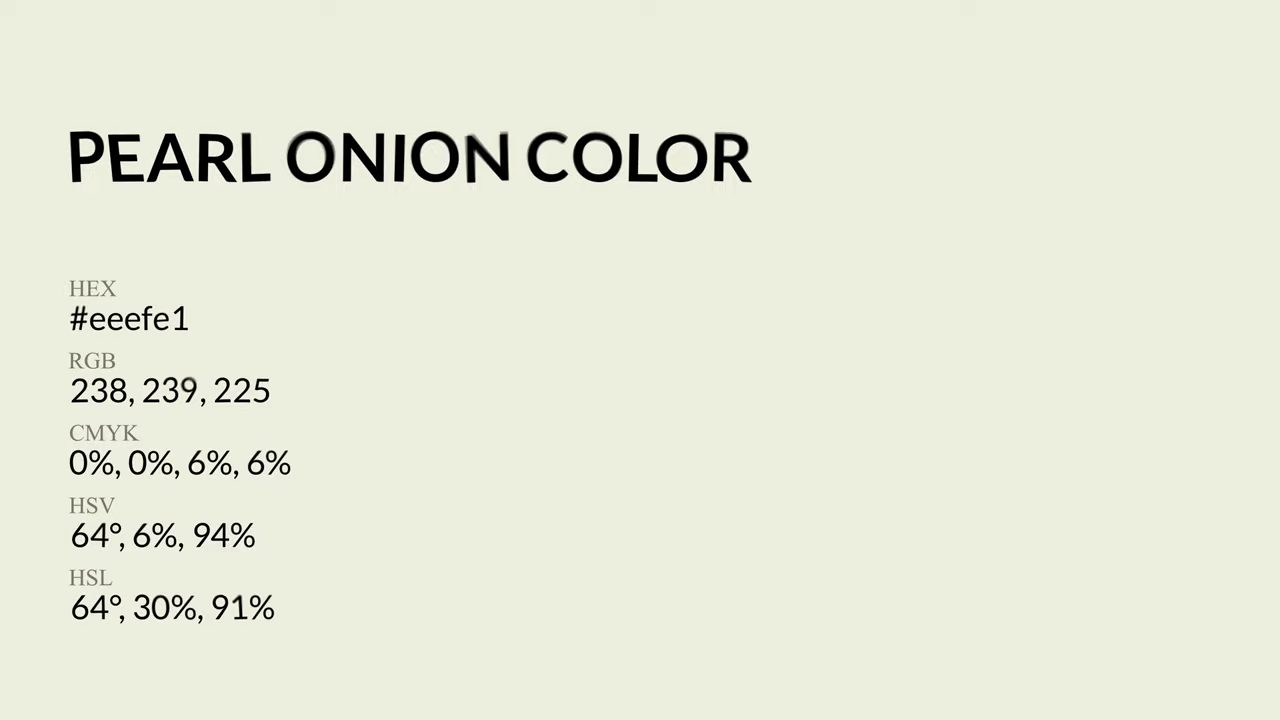 PEARL ONION COLOR
HEX
#eeefe1
RGB
238, 239, 225
CMYK
0%, 0%, 6%, 6%
HSV
64°, 6%, 94%
HSL
64°, 30%, 91%